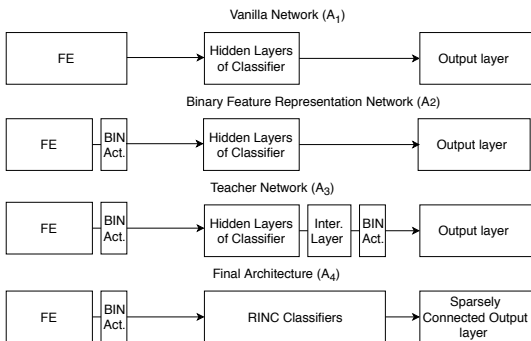 Vanilla Network (A1)
FE
Hidden Layers
of Classifier
Output layer
Binary Feature Representation Network (A2)
FE
BIN
Act.
Hidden Layers
of Classifier
Output layer
Teacher Network (A3)
FE
BIN
Act.
Hidden Layers
of Classifier
Inter.
Layer
BIN
Act.
Output layer
Final Architecture (A4)
FE
BIN
Act.
RINC Classifiers
Sparsely
Connected Output
layer